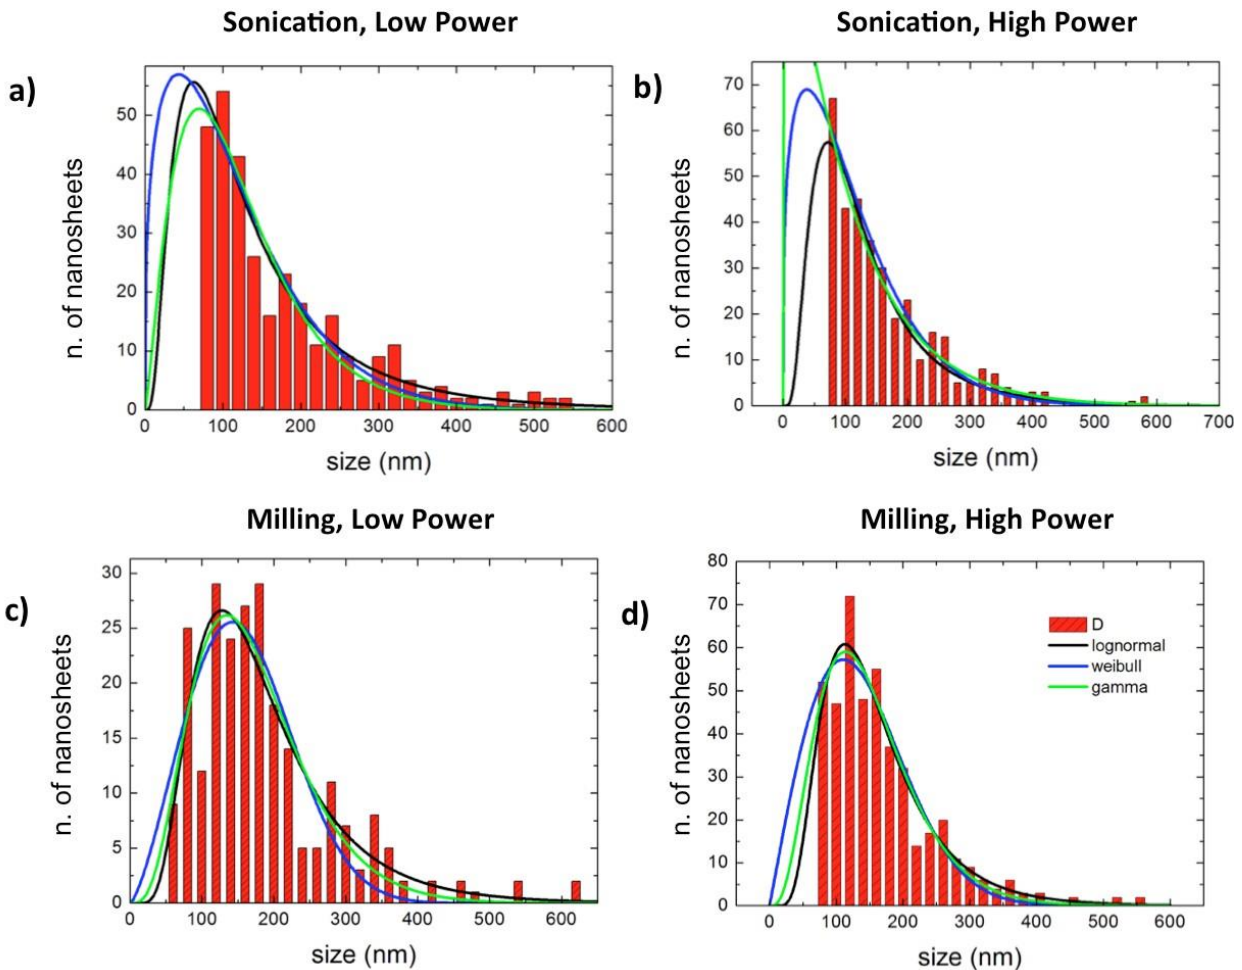 Sonication, Low Power
Sonication, High Power
a)
b)
n. of nanosheets
50
40
30
20
10
0
0 100 200 300 400 500 600
size (nm)
n. of nanosheets
70
60
50
40
30
20
10
0
0 100 200 300 400 500 600 700
size (nm)
Milling, Low Power
Milling, High Power
c)
d)
n. of nanosheets
30
25
20
15
10
5
0
0 100 200 300 400 500 600
size (nm)
n. of nanosheets
80
70
60
50
40
30
20
10
0
0 100 200 300 400 500 600
size (nm)
D
lognormal
weibull
gamma